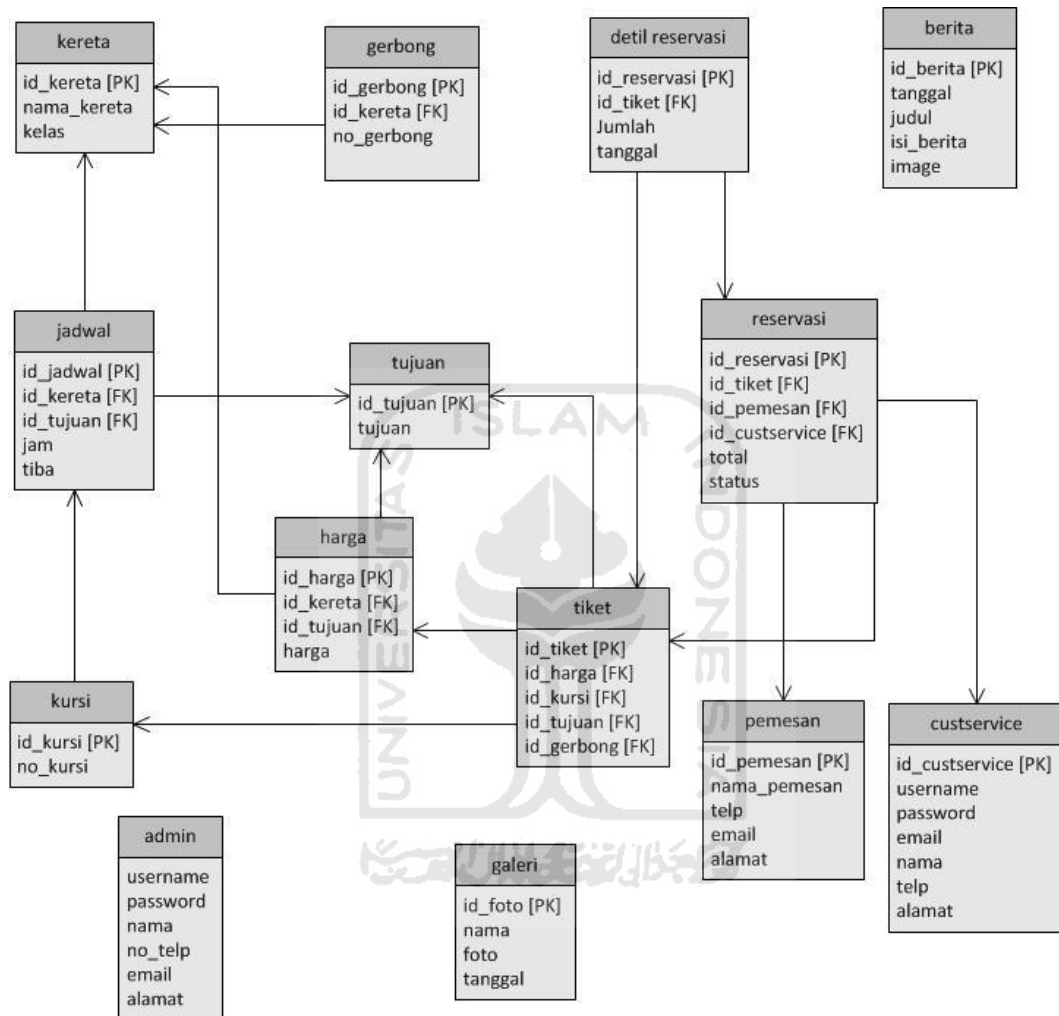 kereta
id_kereta [PK]
nama_kereta
kelas
gerbong
id_gerbong [PK]
id_kereta [FK]
no_gerbong
detil reservasi
id_reservasi [PK]
id_tiket [FK]
Jumlah
tanggal
berita
id_berita [PK]
tanggal
judul
isi_berita
image
jadwal
id_jadwal [PK]
id_kereta [FK]
id_tujuan [FK]
jam
tiba
tujuan
id_tujuan [PK]
tujuan
reservasi
id_reservasi [PK]
id_tiket [FK]
id_pemesan [FK]
id_custservice [FK]
total
status
harga
id_harga [PK]
id_kereta [FK]
id_tujuan [FK]
harga
tiket
id_tiket [PK]
id_harga [FK]
id_kursi [FK]
id_tujuan [FK]
id_gerbong [FK]
kursi
id_kursi [PK]
no_kursi
pemesan
id_pemesan [PK]
nama_pemesan
telp
email
alamat
custservice
id_custservice [PK]
username
password
email
nama
telp
alamat
admin
username
password
nama
no_telp
email
alamat
galeri
id_foto [PK]
nama
foto
tanggal
UNIVERSITAS
ISLAM
INDONESIA